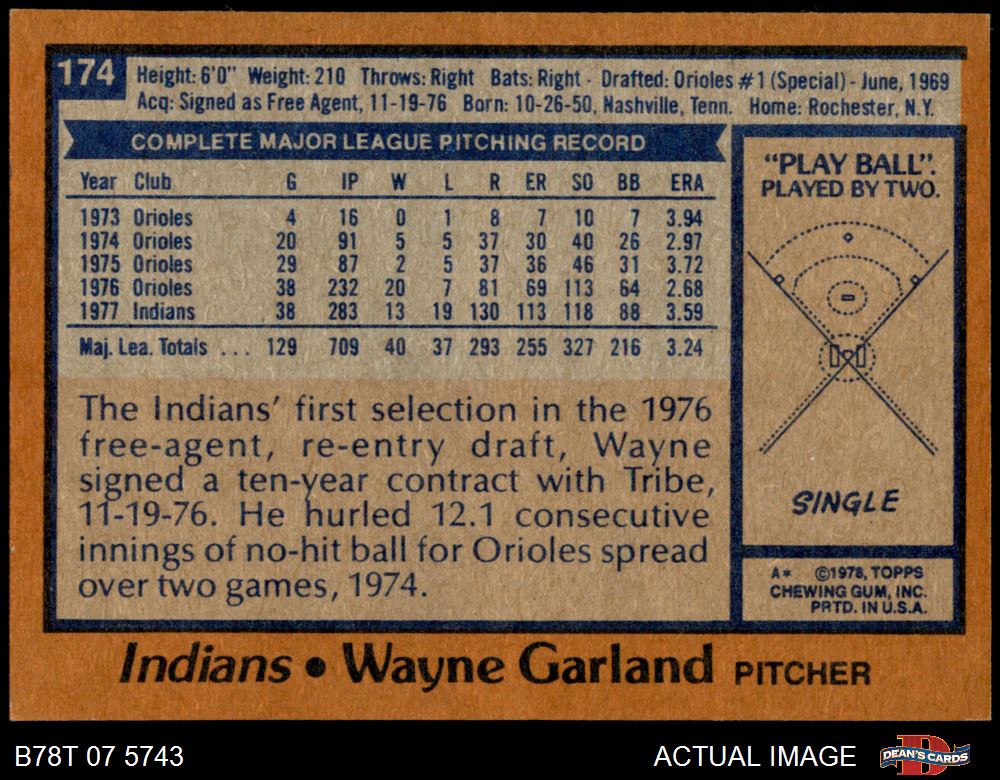 174
Height: 6'0" Weight: 210 Throws: Right Bats: Right · Drafted: Orioles #1 (Special) - June, 1969
Acq: Signed as Free Agent, 11-19-76 Born: 10-26-50, Nashville, Tenn. Home: Rochester, N.Y.
COMPLETE MAJOR LEAGUE PITCHING RECORD
Year Club G IP W L R ER SO BB ERA
1973 Orioles 4 16 0 1 8 7 10 7 3.94
1974 Orioles 20 91 5 5 37 30 40 26 2.97
1975 Orioles 29 87 2 5 37 36 46 31 3.72
1976 Orioles 38 232 20 7 81 69 113 64 2.68
1977 Indians 38 283 13 19 130 113 118 88 3.59
Maj. Lea. Totals ... 129 709 40 37 293 255 327 216 3.24
The Indians' first selection in the 1976
free-agent, re-entry draft, Wayne
signed a ten-year contract with Tribe,
11-19-76. He hurled 12.1 consecutive
innings of no-hit ball for Orioles spread
over two games, 1974.
"PLAY BALL".
PLAYED BY TWO.
SINGLE
A* ©1978, TOPPS
CHEWING GUM, INC.
PRTD. IN U.S.A.
Indians • Wayne Garland PITCHER
B78T 07 5743
ACTUAL IMAGE
DEAN'S CARDS